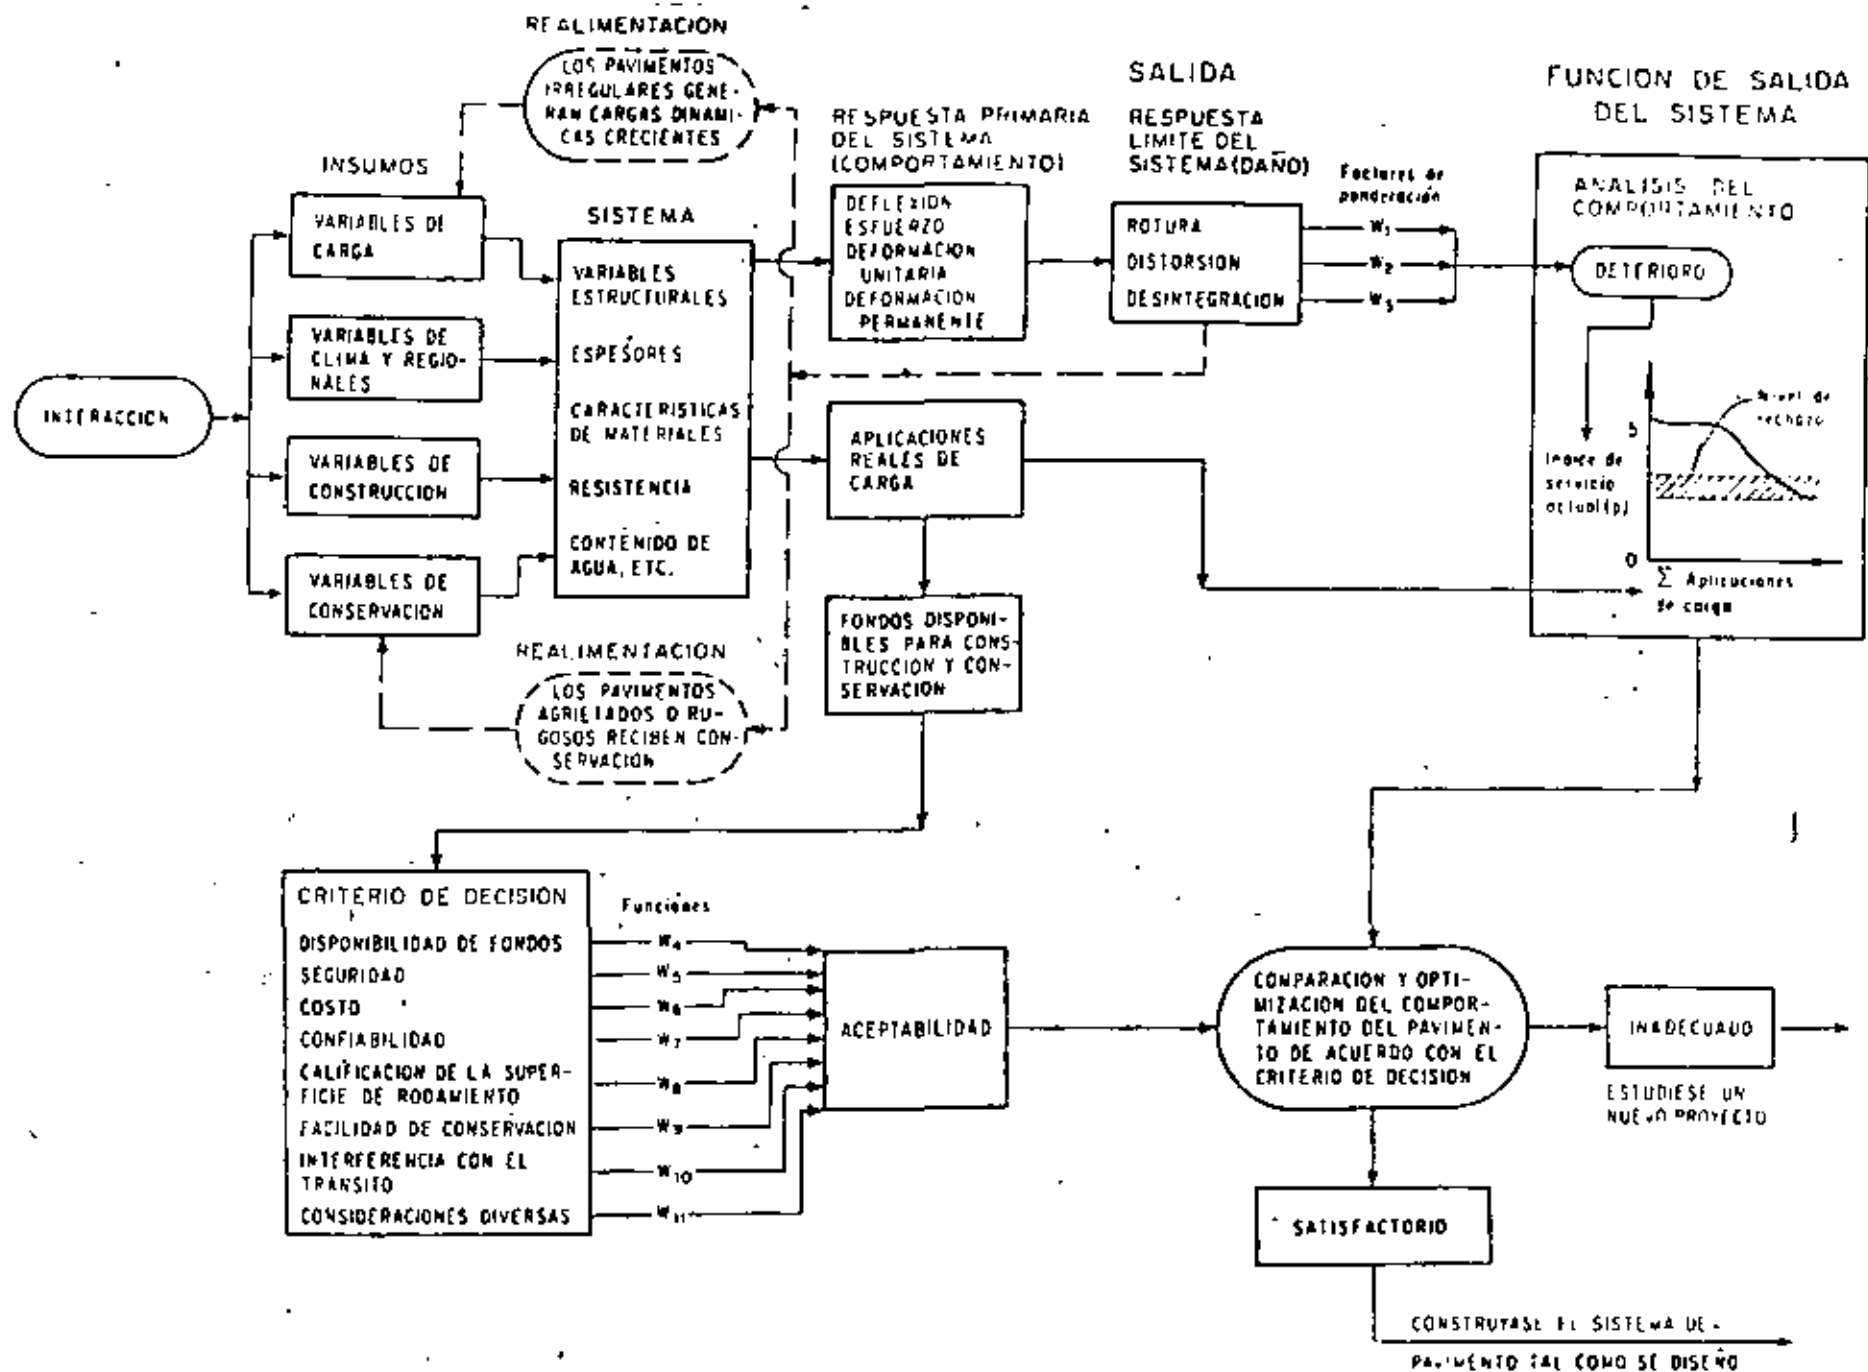 REALIMENTACION
LOS PAVIMENTOS
IRREGULARES GENE-
RAN CARGAS DINAMI-
CAS CRECIENTES
INSUMOS
VARIABLES DE
CARGA
VARIABLES DE
CLIMA Y REGIO-
NALES
INTERACCION
VARIABLES DE
CONSTRUCCION
VARIABLES DE
CONSERVACION
SISTEMA
VARIABLES
ESTRUCTURALES
ESPESORES
CARACTERISTICAS
DE MATERIALES
RESISTENCIA
CONTENIDO DE
AGUA, ETC.
REALIMENTACION
LOS PAVIMENTOS
AGRIETADOS O RU-
GOSOS RECIBEN CON-
SERVACION
RESPUESTA PRIMARIA
DEL SISTEMA
(COMPORTAMIENTO)
DEFLEXION
ESFUERZO
DEFORMACION
UNITARIA
DEFORMACION
PERMANENTE
APLICACIONES
REALES DE
CARGA
FONDOS DISPONI-
BLES PARA CONS-
TRUCCION Y CON-
SERVACION
SALIDA
RESPUESTA
LIMITE DEL
SISTEMA (DAÑO)
ROTURA
DISTORSION
DESINTEGRACION
Factores de
ponderación
W1
W2
W3
FUNCION DE SALIDA
DEL SISTEMA
ANALISIS DEL
COMPORTAMIENTO
DETERIORO
Nivel de
rechazo
5
Indice de
servicio
actual (p)
0
Σ Aplicaciones
de carga
CRITERIO DE DECISION
DISPONIBILIDAD DE FONDOS
SEGURIDAD
COSTO
CONFIABILIDAD
CALIFICACION DE LA SUPER-
FICIE DE RODAMIENTO
FACILIDAD DE CONSERVACION
INTERFERENCIA CON EL
TRANSITO
CONSIDERACIONES DIVERSAS
Funciones
W4
W5
W6
W7
W8
W9
W10
W11
ACEPTABILIDAD
COMPARACION Y OPTI-
MIZACION DEL COMPOR-
TAMIENTO DEL PAVIMEN-
TO DE ACUERDO CON EL
CRITERIO DE DECISION
INADECUADO
ESTUDIESE UN
NUEVO PROYECTO
SATISFACTORIO
CONSTRUYASE EL SISTEMA DE
PAVIMENTO TAL COMO SE DISEÑO